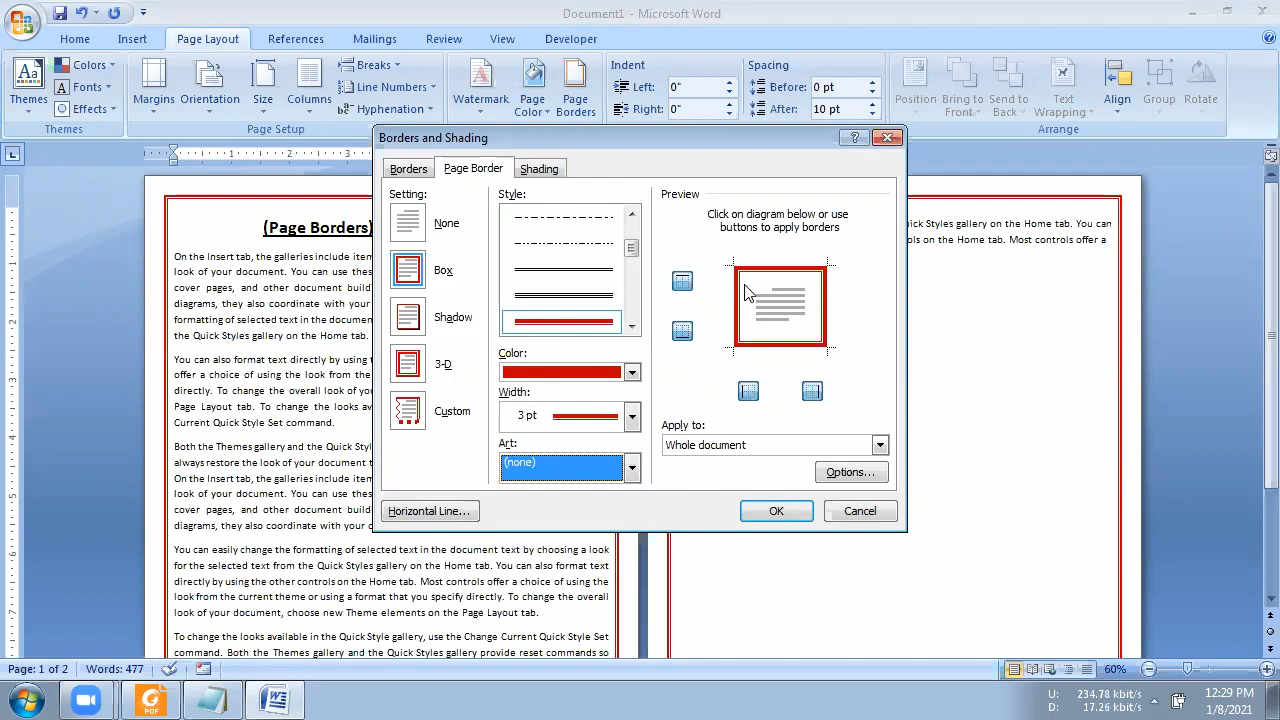 Document1 - Microsoft Word
Home Insert Page Layout References Mailings Review View Developer
Themes
Colors
Fonts
Effects
Themes
Margins Orientation Size Columns
Breaks
Line Numbers
Hyphenation
Page Setup
Watermark Page Color Page Borders
Indent
Left: 0"
Right: 0"
Spacing
Before: 0 pt
After: 10 pt
Position Bring to Front Send to Back Text Wrapping Align Group Rotate
Arrange
1 2 3
Borders and Shading
Borders Page Border Shading
Setting:
None
Box
Shadow
3-D
Custom
Style:
Color:
Width:
3 pt
Art:
(none)
Preview
Click on diagram below or use
buttons to apply borders
Apply to:
Whole document
Options...
Horizontal Line...
OK Cancel
(Page Borders)
On the Insert tab, the galleries include item
look of your document. You can use these
cover pages, and other document build
diagrams, they also coordinate with your
formatting of selected text in the document
the Quick Styles gallery on the Home tab.
You can also format text directly by using t
offer a choice of using the look from the
directly. To change the overall look of your
Page Layout tab. To change the looks ava
Current Quick Style Set command.
Both the Themes gallery and the Quick Style
always restore the look of your document t
On the Insert tab, the galleries include item
look of your document. You can use these
cover pages, and other document build
diagrams, they also coordinate with your c
You can easily change the formatting of selected text in the document text by choosing a look
for the selected text from the Quick Styles gallery on the Home tab. You can also format text
directly by using the other controls on the Home tab. Most controls offer a choice of using the
look from the current theme or using a format that you specify directly. To change the overall
look of your document, choose new Theme elements on the Page Layout tab.
To change the looks available in the Quick Style gallery, use the Change Current Quick Style Set
command. Both the Themes gallery and the Quick Styles gallery provide reset commands so
ck Styles gallery on the Home tab. You can
ols on the Home tab. Most controls offer a
Page: 1 of 2 Words: 477
60%
PDF
U: 234.78 kbit/s
D: 17.26 kbit/s
12:29 PM
1/8/2021